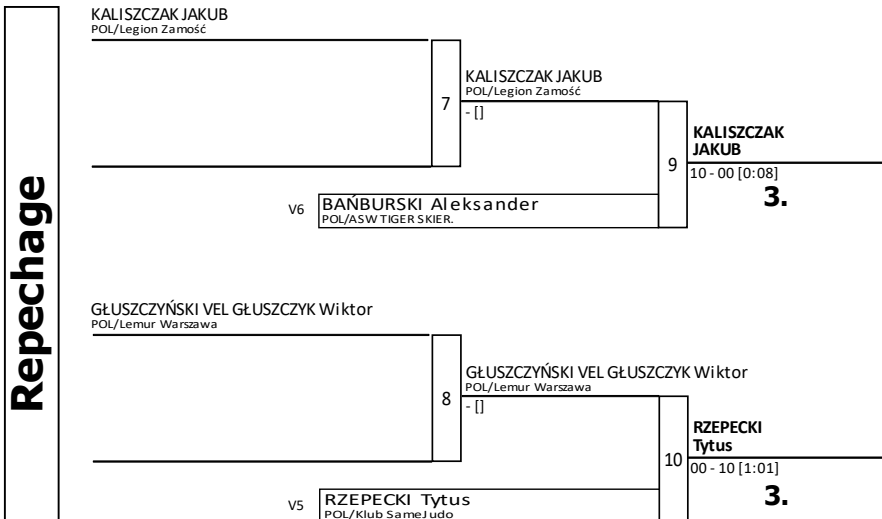 Repechage
KALISZCZAK JAKUB
POL/Legion Zamość
7
KALISZCZAK JAKUB
POL/Legion Zamość
- []
9
KALISZCZAK
JAKUB
10 - 00 [0:08]
3.
V6
BAŃBURSKI Aleksander
POL/ASW TIGER SKIER.
GŁUSZCZYŃSKI VEL GŁUSZCZYK Wiktor
POL/Lemur Warszawa
8
GŁUSZCZYŃSKI VEL GŁUSZCZYK Wiktor
POL/Lemur Warszawa
- []
10
RZEPECKI
Tytus
00 - 10 [1:01]
3.
V5
RZEPECKI Tytus
POL/Klub SameJudo